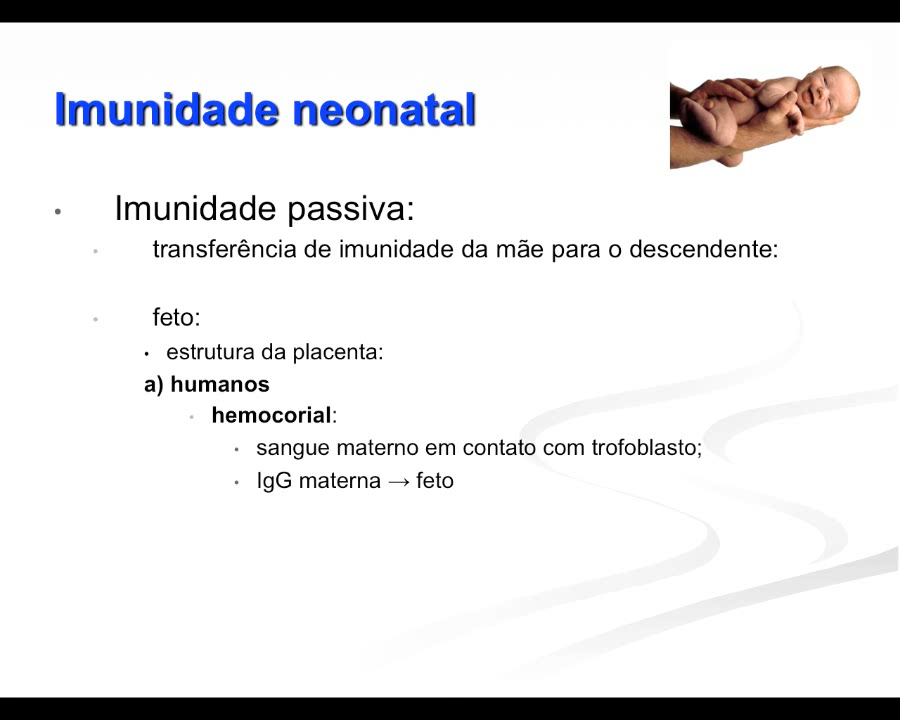 Imunidade neonatal
• Imunidade passiva:
• transferência de imunidade da mãe para o descendente:
• feto:
• estrutura da placenta:
a) humanos
• hemocorial:
• sangue materno em contato com trofoblasto;
• IgG materna → feto